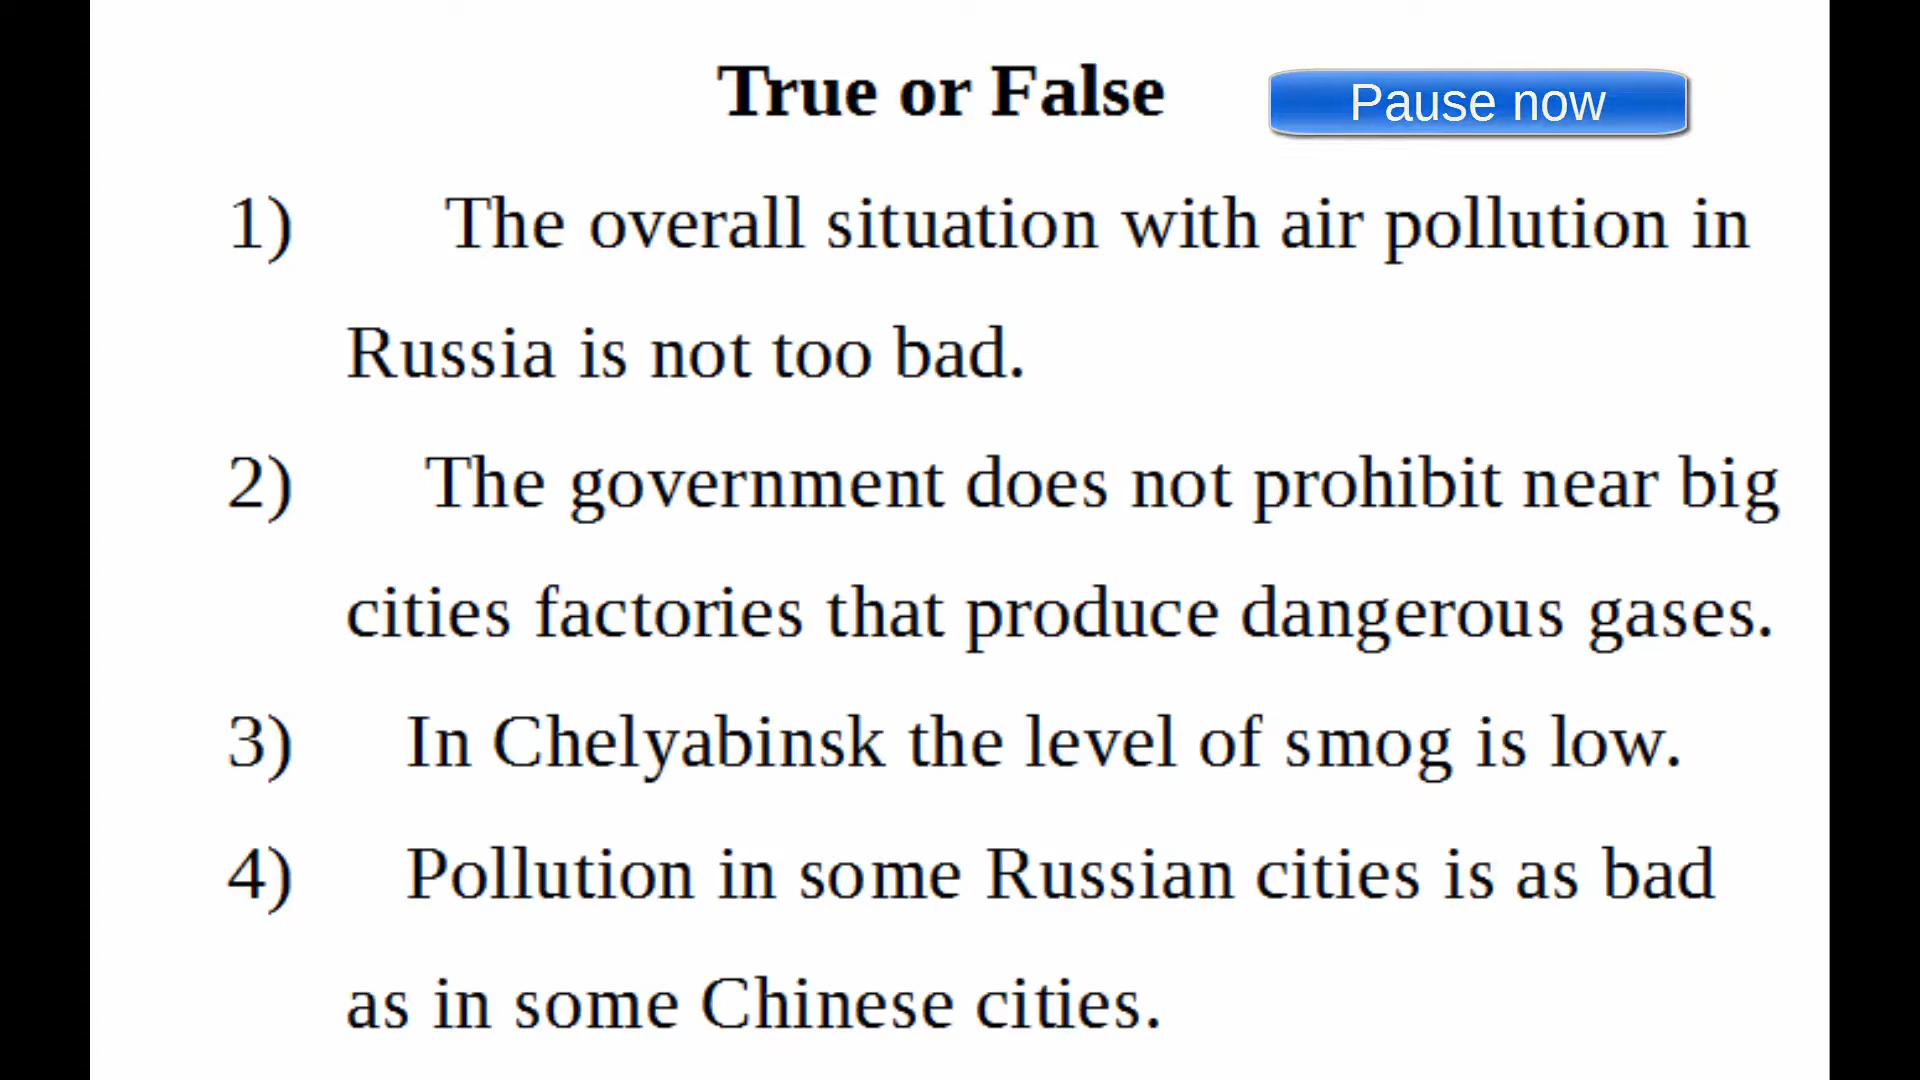 True or False
Pause now
1) The overall situation with air pollution in
Russia is not too bad.
2) The government does not prohibit near big
cities factories that produce dangerous gases.
3) In Chelyabinsk the level of smog is low.
4) Pollution in some Russian cities is as bad
as in some Chinese cities.